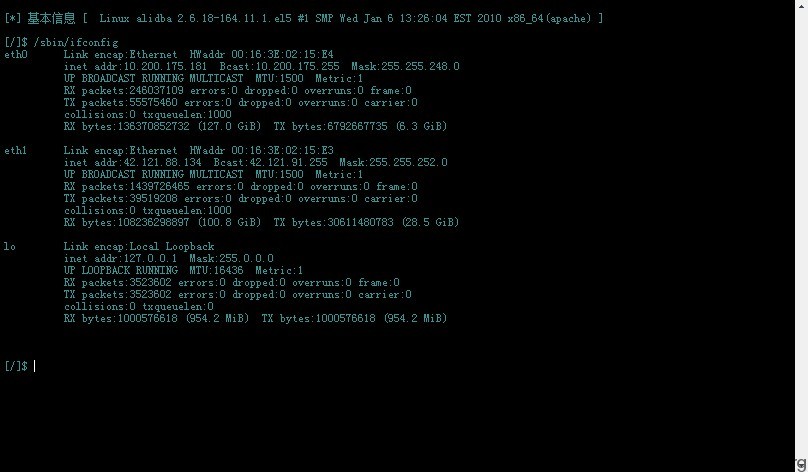 [*] 基本信息 [  Linux alidba 2.6.18-164.11.1.el5 #1 SMP Wed Jan 6 13:26:04 EST 2010 x86_64(apache) ]
[/]$ /sbin/ifconfig
eth0      Link encap:Ethernet  HWaddr 00:16:3E:02:15:E4
          inet addr:10.200.175.181  Bcast:10.200.175.255  Mask:255.255.248.0
          UP BROADCAST RUNNING MULTICAST  MTU:1500  Metric:1
          RX packets:246037109 errors:0 dropped:0 overruns:0 frame:0
          TX packets:55575460 errors:0 dropped:0 overruns:0 carrier:0
          collisions:0 txqueuelen:1000
          RX bytes:136370852732 (127.0 GiB)  TX bytes:6792667735 (6.3 GiB)
eth1      Link encap:Ethernet  HWaddr 00:16:3E:02:15:E3
          inet addr:42.121.88.134  Bcast:42.121.91.255  Mask:255.255.252.0
          UP BROADCAST RUNNING MULTICAST  MTU:1500  Metric:1
          RX packets:1439726465 errors:0 dropped:0 overruns:0 frame:0
          TX packets:39519208 errors:0 dropped:0 overruns:0 carrier:0
          collisions:0 txqueuelen:1000
          RX bytes:108236298897 (100.8 GiB)  TX bytes:30611480783 (28.5 GiB)
lo        Link encap:Local Loopback
          inet addr:127.0.0.1  Mask:255.0.0.0
          UP LOOPBACK RUNNING  MTU:16436  Metric:1
          RX packets:3523602 errors:0 dropped:0 overruns:0 frame:0
          TX packets:3523602 errors:0 dropped:0 overruns:0 carrier:0
          collisions:0 txqueuelen:0
          RX bytes:1000576618 (954.2 MiB)  TX bytes:1000576618 (954.2 MiB)
[/]$